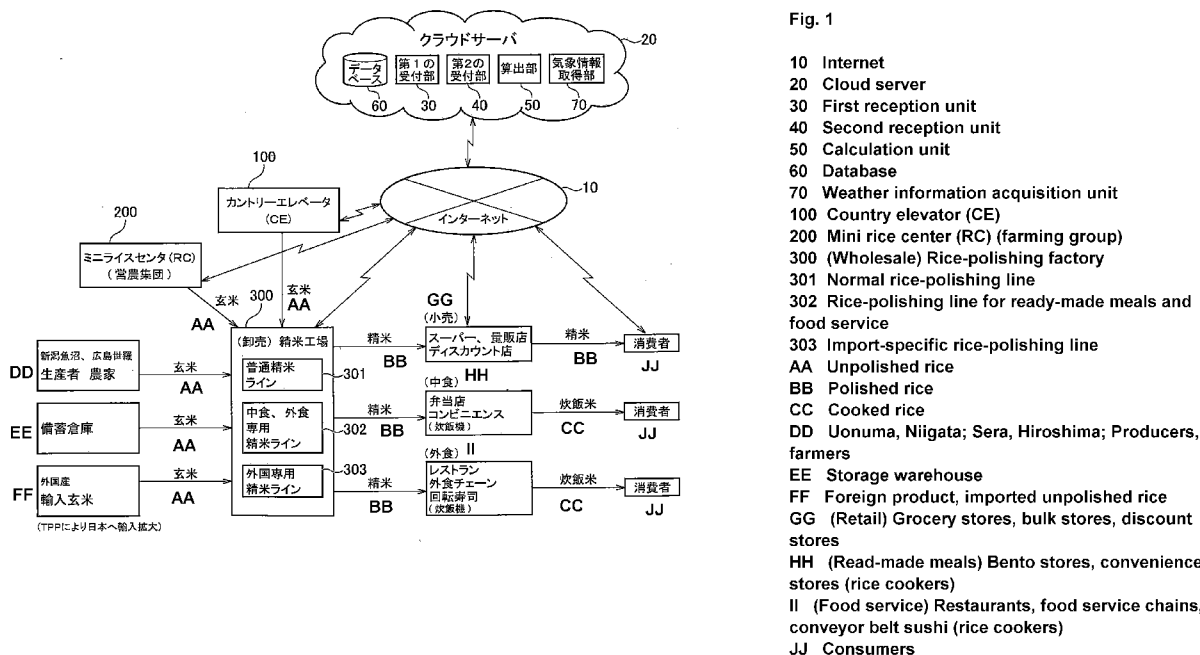 クラウドサーバ
20
データ
ベース
第1の
受付部
第2の
受付部
算出部
気象情報
取得部
60
30
40
50
70
100
カントリーエレベータ
(CE)
10
インターネット
200
ミニライスセンタ(RC)
(営農集団)
玄米
AA
玄米
AA
300
(卸売) 精米工場
普通精米
ライン
301
中食、外食
専用
精米ライン
302
外国専用
精米ライン
303
DD
新潟魚沼、広島世羅
生産者 農家
玄米
AA
EE
備蓄倉庫
玄米
AA
FF
外国産
輸入玄米
玄米
AA
(TPPにより日本へ輸入拡大)
精米
BB
GG
(小売)
スーパー、量販店
ディスカウント店
HH
精米
BB
消費者
JJ
精米
BB
(中食)
弁当店
コンビニエンス
(炊飯機)
II
炊飯米
CC
消費者
JJ
精米
BB
(外食)
レストラン
外食チェーン
回転寿司
(炊飯機)
炊飯米
CC
消費者
JJ
Fig. 1
10 Internet
20 Cloud server
30 First reception unit
40 Second reception unit
50 Calculation unit
60 Database
70 Weather information acquisition unit
100 Country elevator (CE)
200 Mini rice center (RC) (farming group)
300 (Wholesale) Rice-polishing factory
301 Normal rice-polishing line
302 Rice-polishing line for ready-made meals and
food service
303 Import-specific rice-polishing line
AA Unpolished rice
BB Polished rice
CC Cooked rice
DD Uonuma, Niigata; Sera, Hiroshima; Producers,
farmers
EE Storage warehouse
FF Foreign product, imported unpolished rice
GG (Retail) Grocery stores, bulk stores, discount
stores
HH (Read-made meals) Bento stores, convenience
stores (rice cookers)
II (Food service) Restaurants, food service chains,
conveyor belt sushi (rice cookers)
JJ Consumers